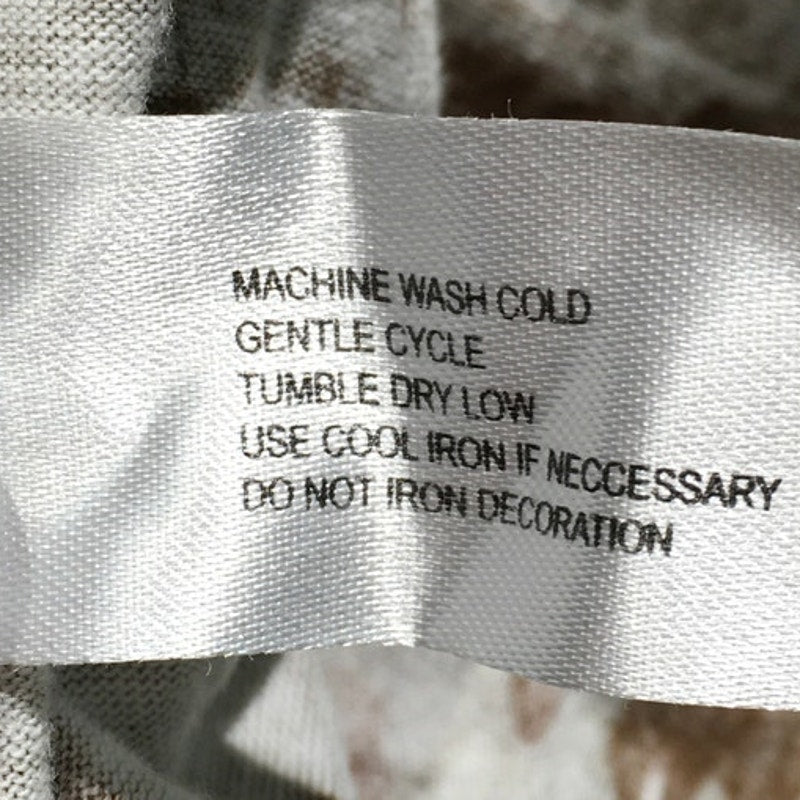 MACHINE WASH COLD
GENTLE CYCLE
TUMBLE DRY LOW
USE COOL IRON IF NECCESSARY
DO NOT IRON DECORATION